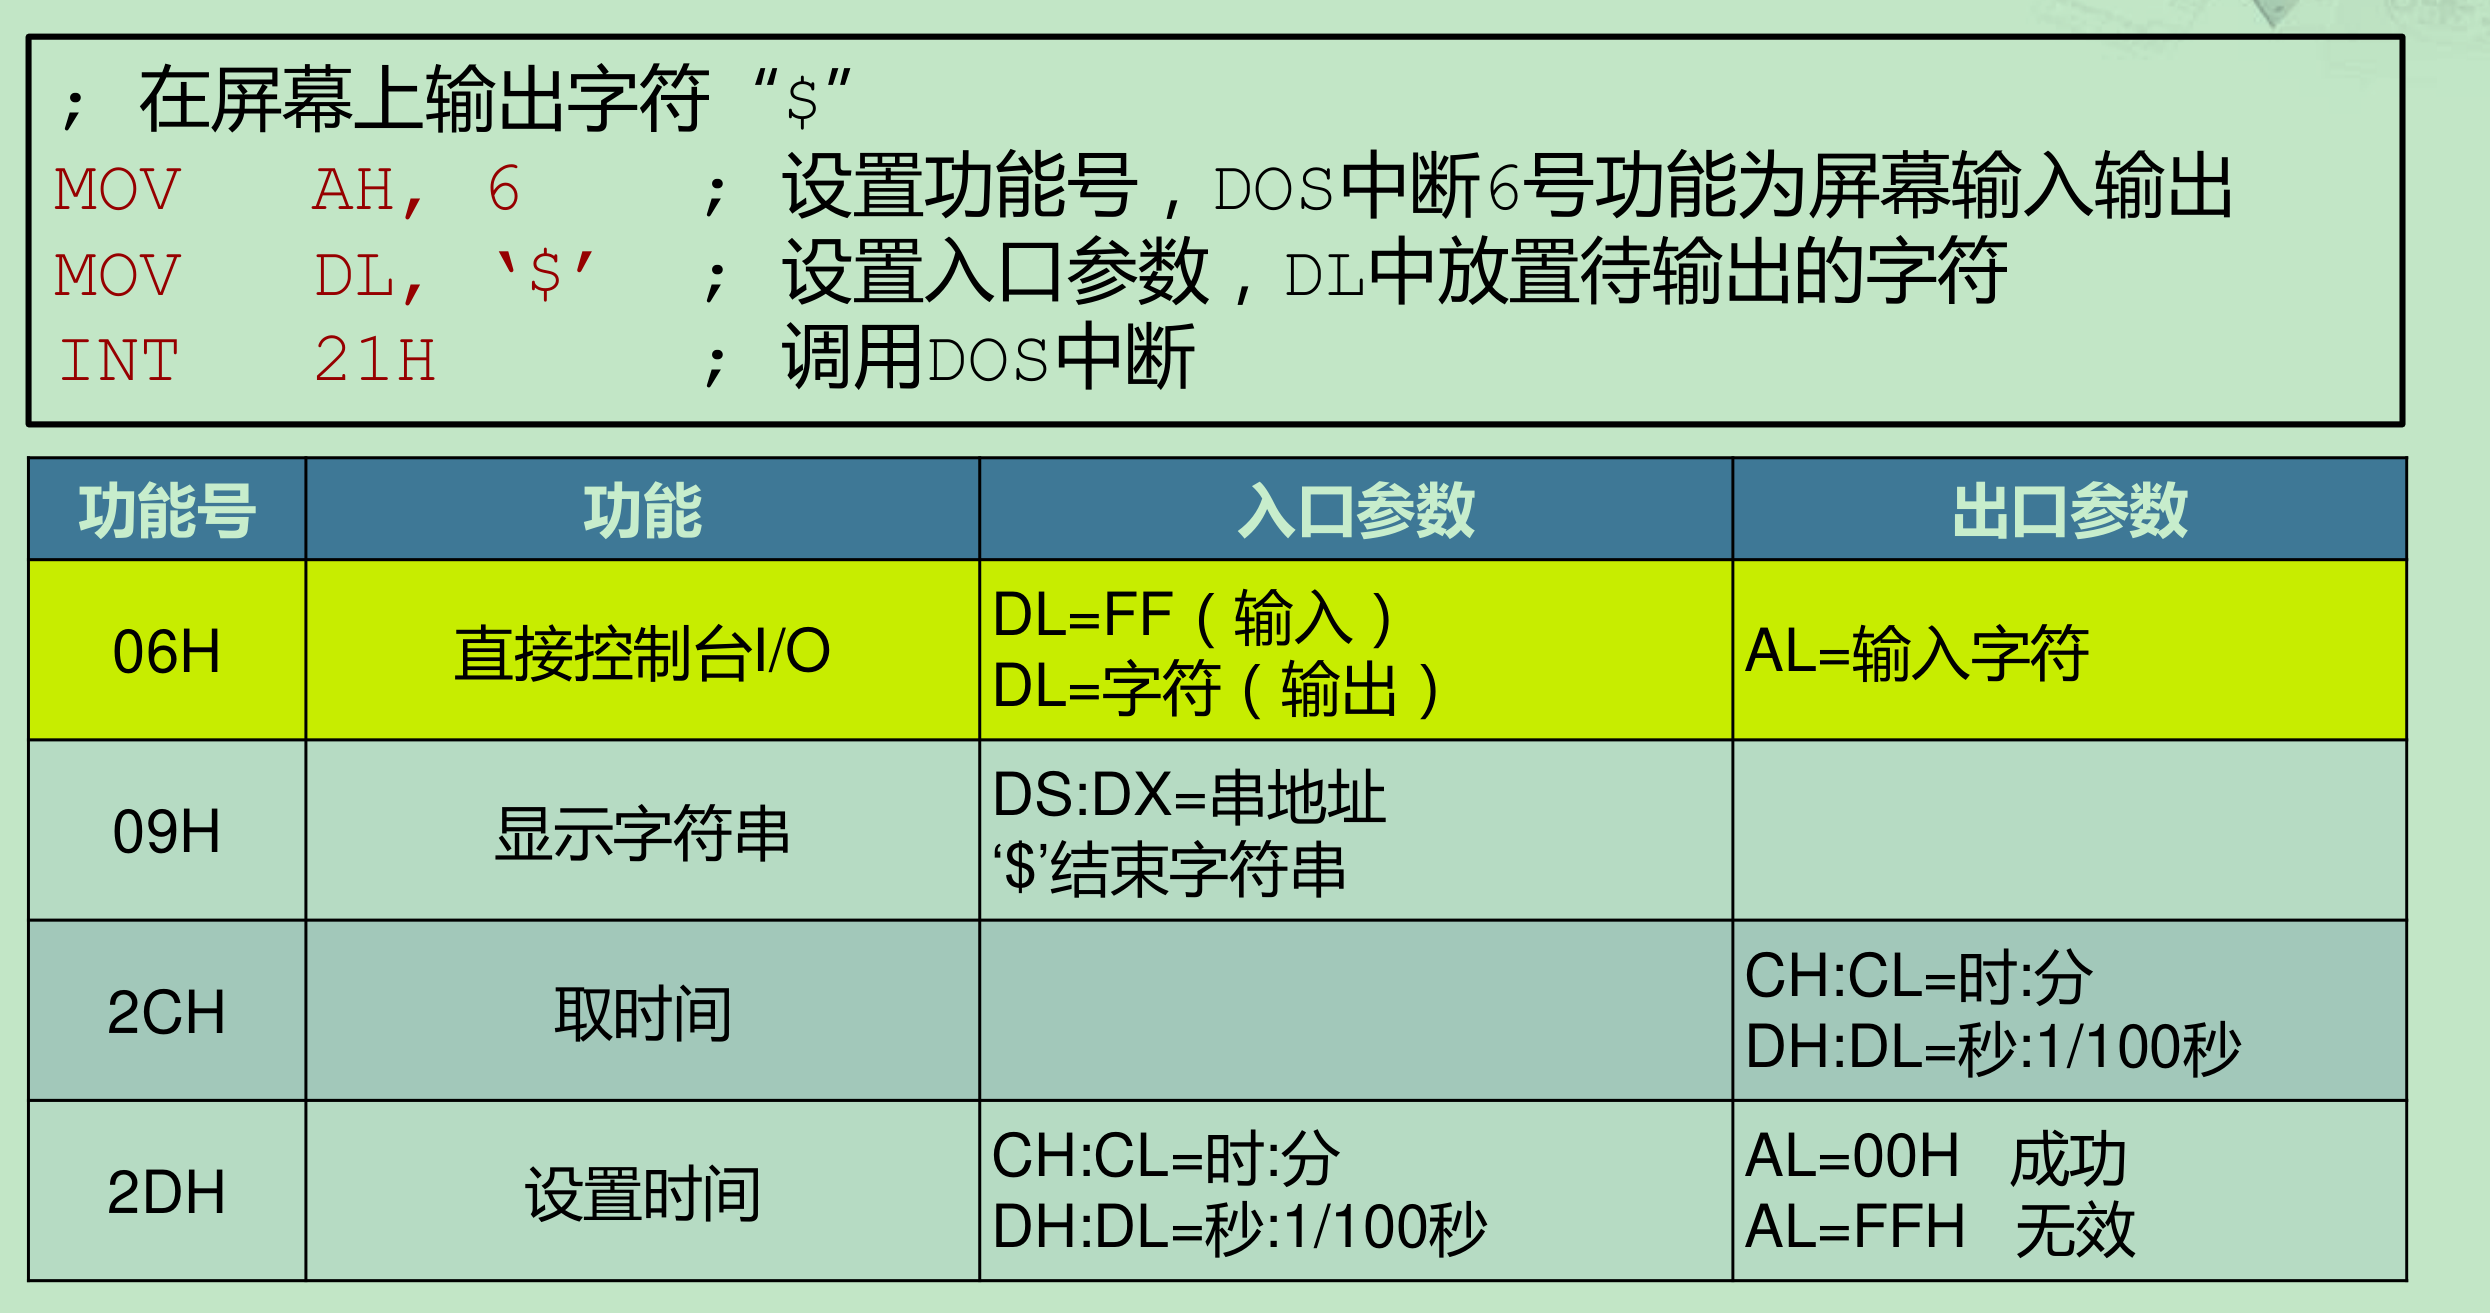 ; 在屏幕上输出字符 “$”
MOV AH, 6 ; 设置功能号，DOS中断6号功能为屏幕输入输出
MOV DL, ‘$’ ; 设置入口参数，DL中放置待输出的字符
INT 21H ; 调用DOS中断
功能号 功能 入口参数 出口参数
06H 直接控制台I/O DL=FF（输入） AL=输入字符
DL=字符（输出）
09H 显示字符串 DS:DX=串地址
‘$’结束字符串
2CH 取时间 CH:CL=时:分
DH:DL=秒:1/100秒
2DH 设置时间 CH:CL=时:分 AL=00H 成功
DH:DL=秒:1/100秒 AL=FFH 无效